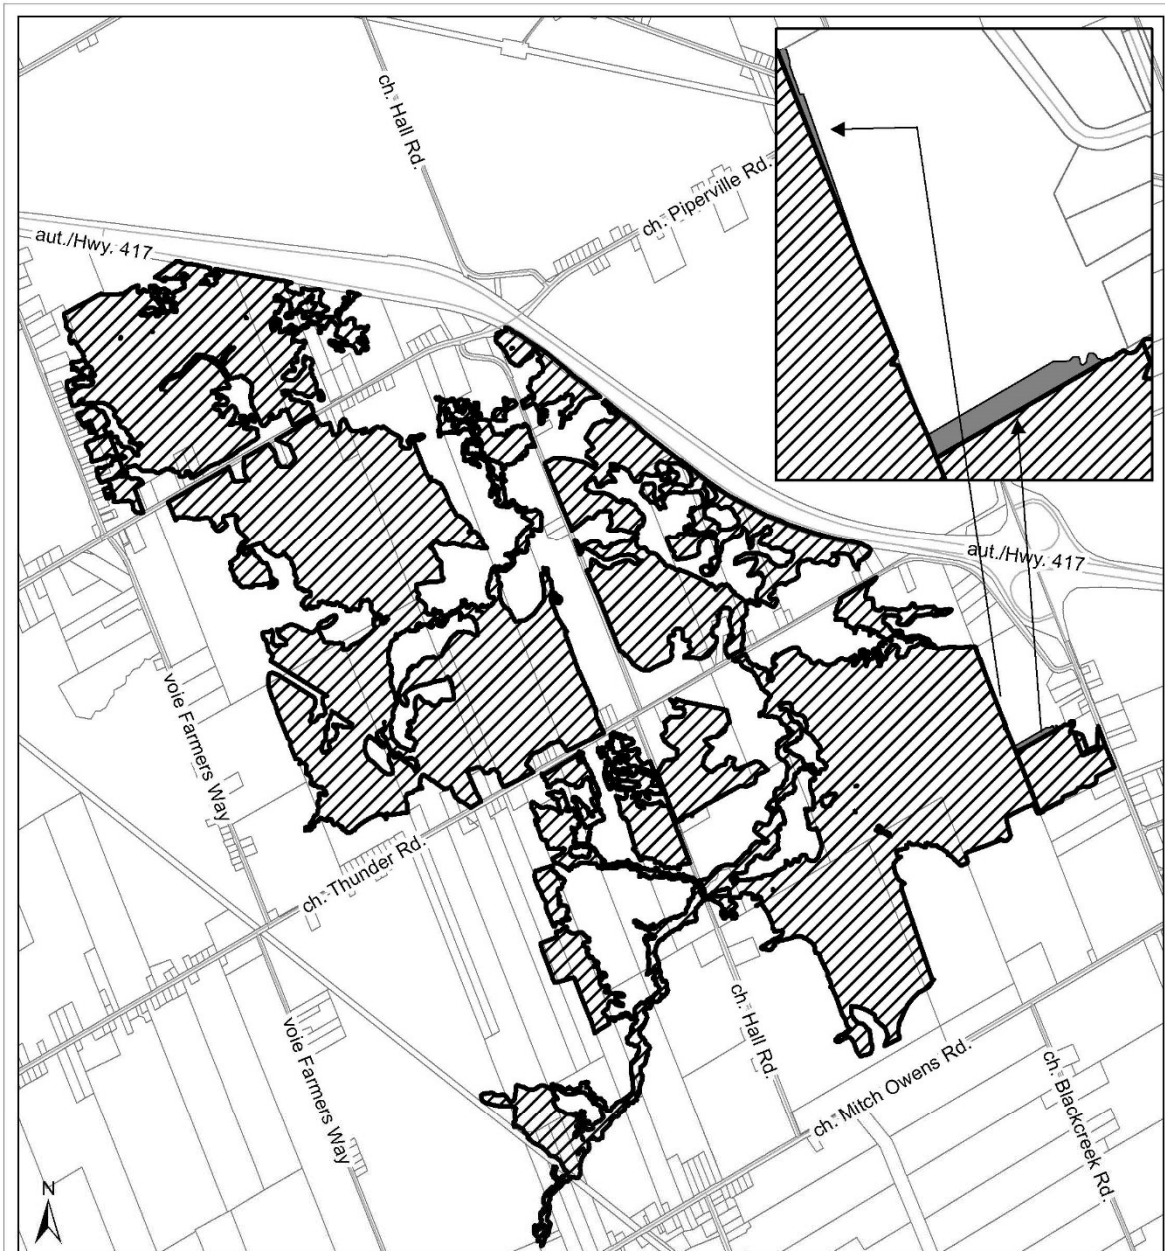 ch. Hall Rd.
ch. Piperville Rd.
aut./Hwy. 417
aut./Hwy. 417
voie Farmers Way
ch. Thunder Rd.
ch. Hall Rd.
voie Farmers Way
ch. Mitch Owens Rd.
ch. Blackcreek Rd.
N